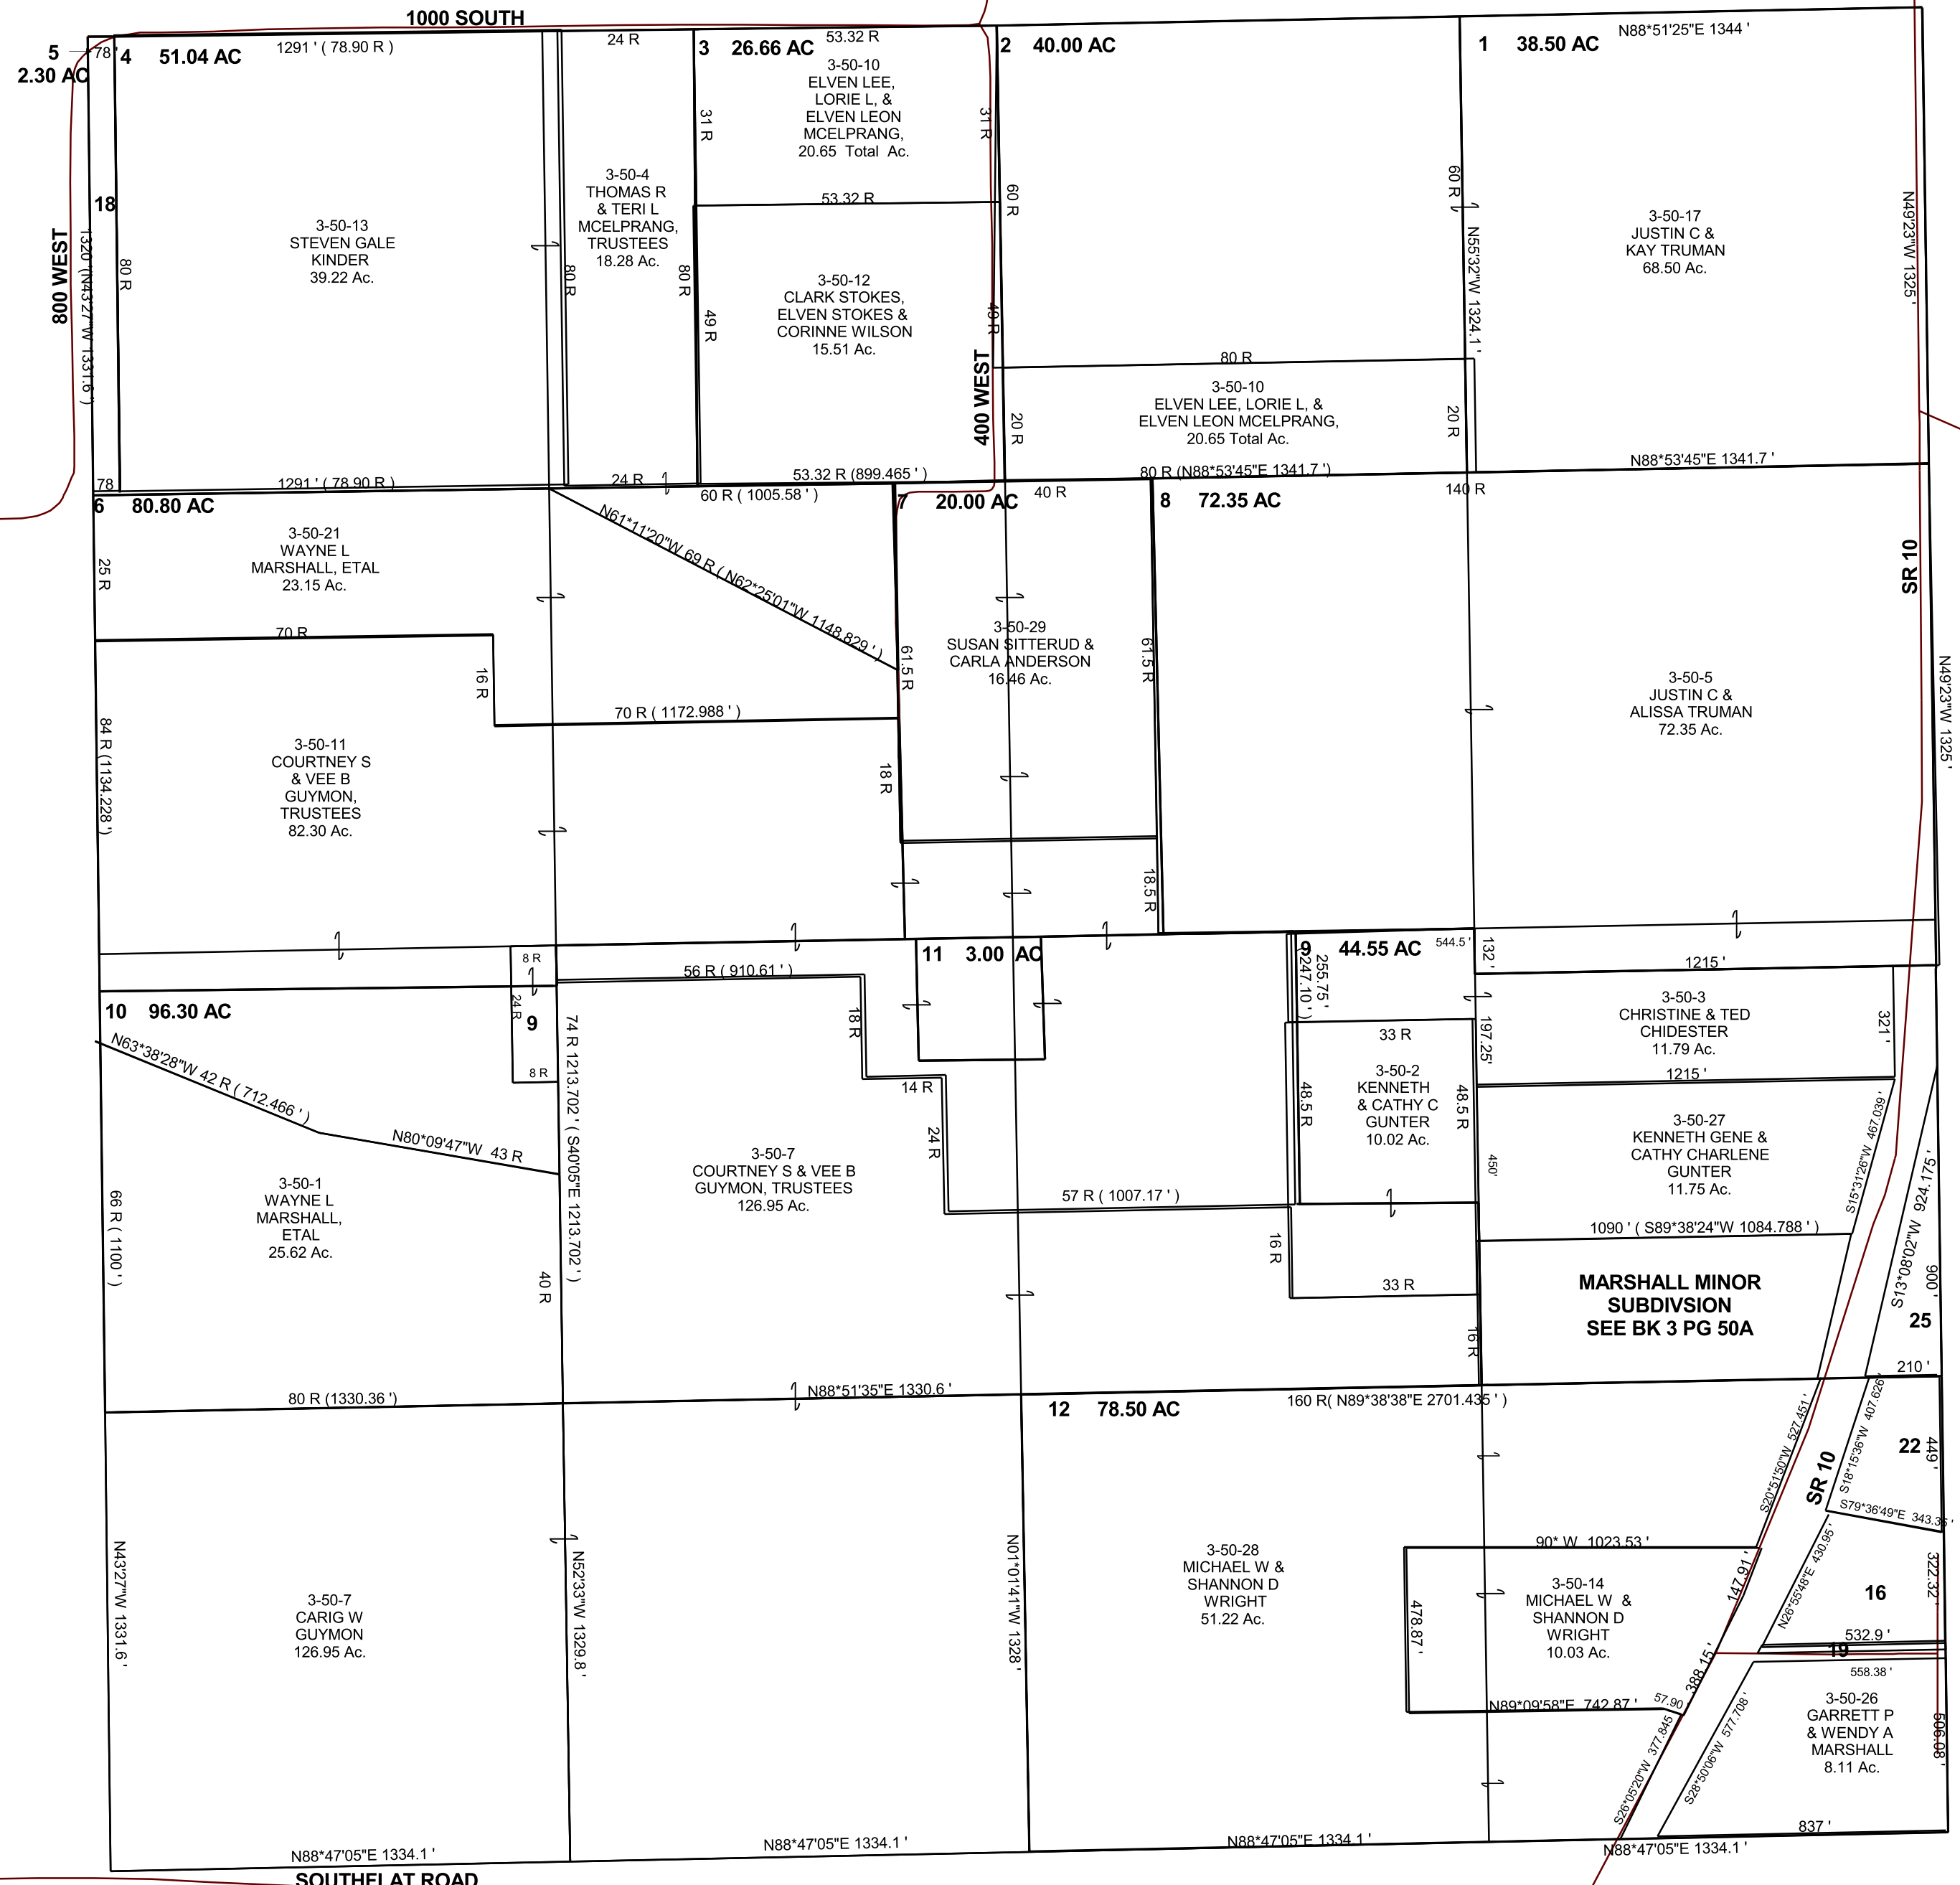 1000 SOUTH
5
2.30 AC
78 '
4 51.04 AC
1291 ' ( 78.90 R )
24 R
3 26.66 AC
53.32 R
2 40.00 AC
1 38.50 AC
N88*51'25"E 1344 '
3-50-10
ELVEN LEE,
LORIE L, &
ELVEN LEON
MCELPRANG,
20.65 Total Ac.
31 R
31 R
18
800 WEST
1320 '(N43'27"W 1331.6 ')
80 R
3-50-13
STEVEN GALE
KINDER
39.22 Ac.
80 R
3-50-4
THOMAS R
& TERI L
MCELPRANG,
TRUSTEES
18.28 Ac.
80 R
53.32 R
49 R
3-50-12
CLARK STOKES,
ELVEN STOKES &
CORINNE WILSON
15.51 Ac.
49 R
400 WEST
60 R
60 R
N55'32"W 1324.1 '
3-50-17
JUSTIN C &
KAY TRUMAN
68.50 Ac.
N49'23"W 1325 '
80 R
3-50-10
ELVEN LEE, LORIE L, &
ELVEN LEON MCELPRANG,
20.65 Total Ac.
20 R
20 R
78
1291 ' ( 78.90 R )
24 R
53.32 R (899.465 ' )
80 R (N88*53'45"E 1341.7 ')
N88*53'45"E 1341.7 '
6 80.80 AC
60 R ( 1005.58 ' )
7 20.00 AC
40 R
8 72.35 AC
140 R
25 R
3-50-21
WAYNE L
MARSHALL, ETAL
23.15 Ac.
N61*11'20"W 69 R ( N62*25'01"W 1148.829 ' )
SR 10
70 R
16 R
61.5 R
3-50-29
SUSAN SITTERUD &
CARLA ANDERSON
16.46 Ac.
61.5 R
3-50-5
JUSTIN C &
ALISSA TRUMAN
72.35 Ac.
N49'23"W 1325 '
70 R ( 1172.988 ' )
84 R (1134.228 ')
3-50-11
COURTNEY S
& VEE B
GUYMON,
TRUSTEES
82.30 Ac.
18 R
18.5 R
8 R
24 R
9
8 R
56 R ( 910.61 ' )
11 3.00 AC
9 44.55 AC
544.5 '
132 '
1215 '
(247.10 ' )
255.75 '
10 96.30 AC
N63*38'28"W 42 R ( 712.466 ' )
N80*09'47"W 43 R
74 R 1213.702 ' ( S40'05"E 1213.702 ' )
18 R
14 R
24 R
33 R
197.25'
3-50-3
CHRISTINE & TED
CHIDESTER
11.79 Ac.
321 '
1215 '
48.5 R
3-50-2
KENNETH
& CATHY C
GUNTER
10.02 Ac.
48.5 R
450'
3-50-27
KENNETH GENE &
CATHY CHARLENE
GUNTER
11.75 Ac.
S15*31'26"W 467.039 '
S13*08'02"W 924.175 '
66 R ( 1100 ' )
3-50-1
WAYNE L
MARSHALL,
ETAL
25.62 Ac.
40 R
3-50-7
COURTNEY S & VEE B
GUYMON, TRUSTEES
126.95 Ac.
57 R ( 1007.17 ' )
16 R
33 R
16 R
1090 ' ( S89*38'24"W 1084.788 ' )
MARSHALL MINOR
SUBDIVSION
SEE BK 3 PG 50A
900 '
25
210 '
80 R (1330.36 ')
N88*51'35"E 1330.6 '
12 78.50 AC
160 R( N89*38'38"E 2701.435 ' )
S20*51'50"W 527.451 '
SR 10
S18*15'36"W 407.626 '
22
449 '
S79*36'49"E 343.35 '
N43'27"W 1331.6 '
3-50-7
CARIG W
GUYMON
126.95 Ac.
N52'33"W 1329.8 '
N01*01'41"W 1328 '
3-50-28
MICHAEL W &
SHANNON D
WRIGHT
51.22 Ac.
90* W 1023.53 '
478.87 '
3-50-14
MICHAEL W &
SHANNON D
WRIGHT
10.03 Ac.
147.91 '
N26*55'48"E 430.95 '
16
322.32 '
532.9 '
19
558.38 '
388.15 '
57.90
N89*09'58"E 742.87 '
S26*05'20"W 377.845 '
S28*50'06"W 577.708 '
3-50-26
GARRETT P
& WENDY A
MARSHALL
8.11 Ac.
506.08 '
837 '
N88*47'05"E 1334.1 '
N88*47'05"E 1334.1 '
N88*47'05"E 1334.1 '
N88*47'05"E 1334.1 '
SOUTHFLAT ROAD